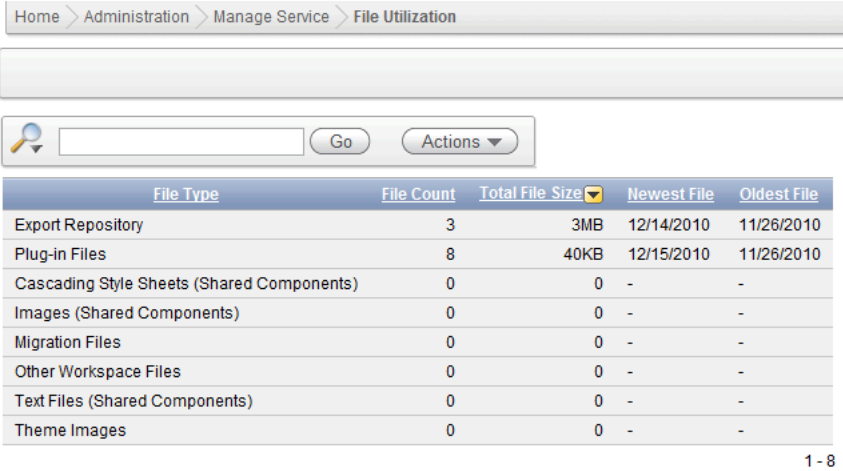 Home Administration Manage Service File Utilization
Go Actions
File Type File Count Total File Size Newest File Oldest File
Export Repository 3 3MB 12/14/2010 11/26/2010
Plug-in Files 8 40KB 12/15/2010 11/26/2010
Cascading Style Sheets (Shared Components) 0 0 - -
Images (Shared Components) 0 0 - -
Migration Files 0 0 - -
Other Workspace Files 0 0 - -
Text Files (Shared Components) 0 0 - -
Theme Images 0 0 - -
1 - 8